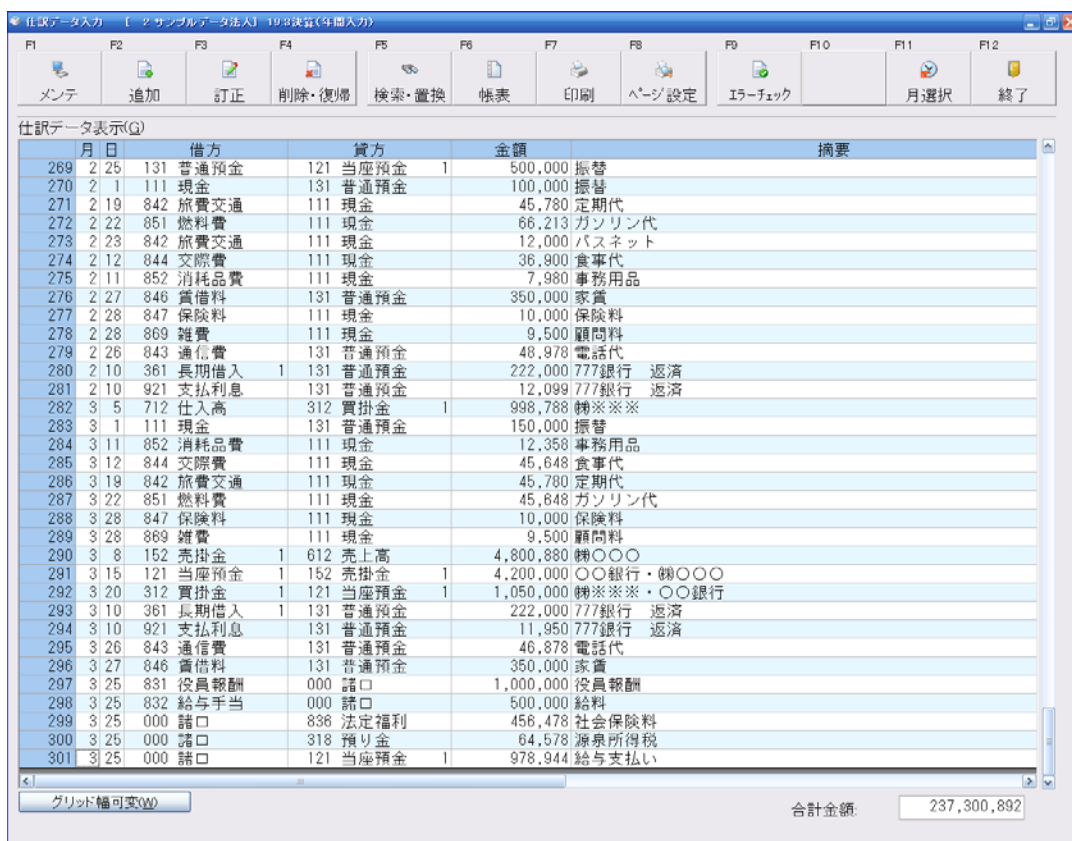 仕訳データ入力 [ 2 サンプルデータ法人] 19.3決算(年間入力)
F1 F2 F3 F4 F5 F6 F7 F8 F9 F10 F11 F12
メンテ 追加 訂正 削除・復帰 検索・置換 帳表 印刷 ページ設定 エラーチェック 月選択 終了
仕訳データ表示(G)
月 日 借方 貸方 金額 摘要
269 2 25 131 普通預金 121 当座預金 1 500,000 振替
270 2 1 111 現金 131 普通預金 100,000 振替
271 2 19 842 旅費交通 111 現金 45,780 定期代
272 2 22 851 燃料費 111 現金 66,213 ガソリン代
273 2 23 842 旅費交通 111 現金 12,000 パスネット
274 2 12 844 交際費 111 現金 36,900 食事代
275 2 11 852 消耗品費 111 現金 7,980 事務用品
276 2 27 846 賃借料 131 普通預金 350,000 家賃
277 2 28 847 保険料 111 現金 10,000 保険料
278 2 28 869 雑費 111 現金 9,500 顧問料
279 2 26 843 通信費 131 普通預金 48,978 電話代
280 2 10 361 長期借入 1 131 普通預金 222,000 777銀行 返済
281 2 10 921 支払利息 131 普通預金 12,099 777銀行 返済
282 3 5 712 仕入高 312 買掛金 1 998,788 ㈱※※※
283 3 1 111 現金 131 普通預金 150,000 振替
284 3 11 852 消耗品費 111 現金 12,358 事務用品
285 3 12 844 交際費 111 現金 45,648 食事代
286 3 19 842 旅費交通 111 現金 45,780 定期代
287 3 22 851 燃料費 111 現金 45,648 ガソリン代
288 3 28 847 保険料 111 現金 10,000 保険料
289 3 28 869 雑費 111 現金 9,500 顧問料
290 3 8 152 売掛金 1 612 売上高 4,800,880 ㈱〇〇〇
291 3 15 121 当座預金 1 152 売掛金 1 4,200,000 〇〇銀行・㈱〇〇〇
292 3 20 312 買掛金 1 121 当座預金 1 1,050,000 ㈱※※※・〇〇銀行
293 3 10 361 長期借入 1 131 普通預金 222,000 777銀行 返済
294 3 10 921 支払利息 131 普通預金 11,950 777銀行 返済
295 3 26 843 通信費 131 普通預金 46,878 電話代
296 3 27 846 賃借料 131 普通預金 350,000 家賃
297 3 25 831 役員報酬 000 諸口 1,000,000 役員報酬
298 3 25 832 給与手当 000 諸口 500,000 給料
299 3 25 000 諸口 836 法定福利 456,478 社会保険料
300 3 25 000 諸口 318 預り金 64,578 源泉所得税
301 3 25 000 諸口 121 当座預金 1 978,944 給与支払い
グリッド幅可変(W) 合計金額: 237,300,892